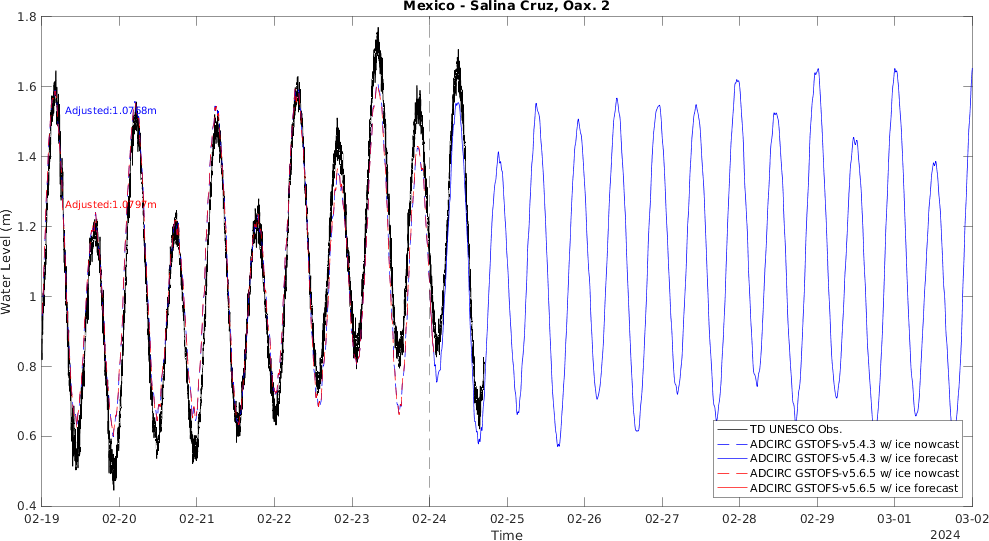 Mexico - Salina Cruz, Oax. 2
Water Level (m)
1.8
1.6
1.4
1.2
1
0.8
0.6
0.4
Adjusted:1.0768m
Adjusted:1.0797m
TD UNESCO Obs.
ADCIRC GSTOFS-v5.4.3 w/ ice nowcast
ADCIRC GSTOFS-v5.4.3 w/ ice forecast
ADCIRC GSTOFS-v5.6.5 w/ ice nowcast
ADCIRC GSTOFS-v5.6.5 w/ ice forecast
02-19 02-20 02-21 02-22 02-23 02-24 02-25 02-26 02-27 02-28 02-29 03-01 03-02
Time
2024